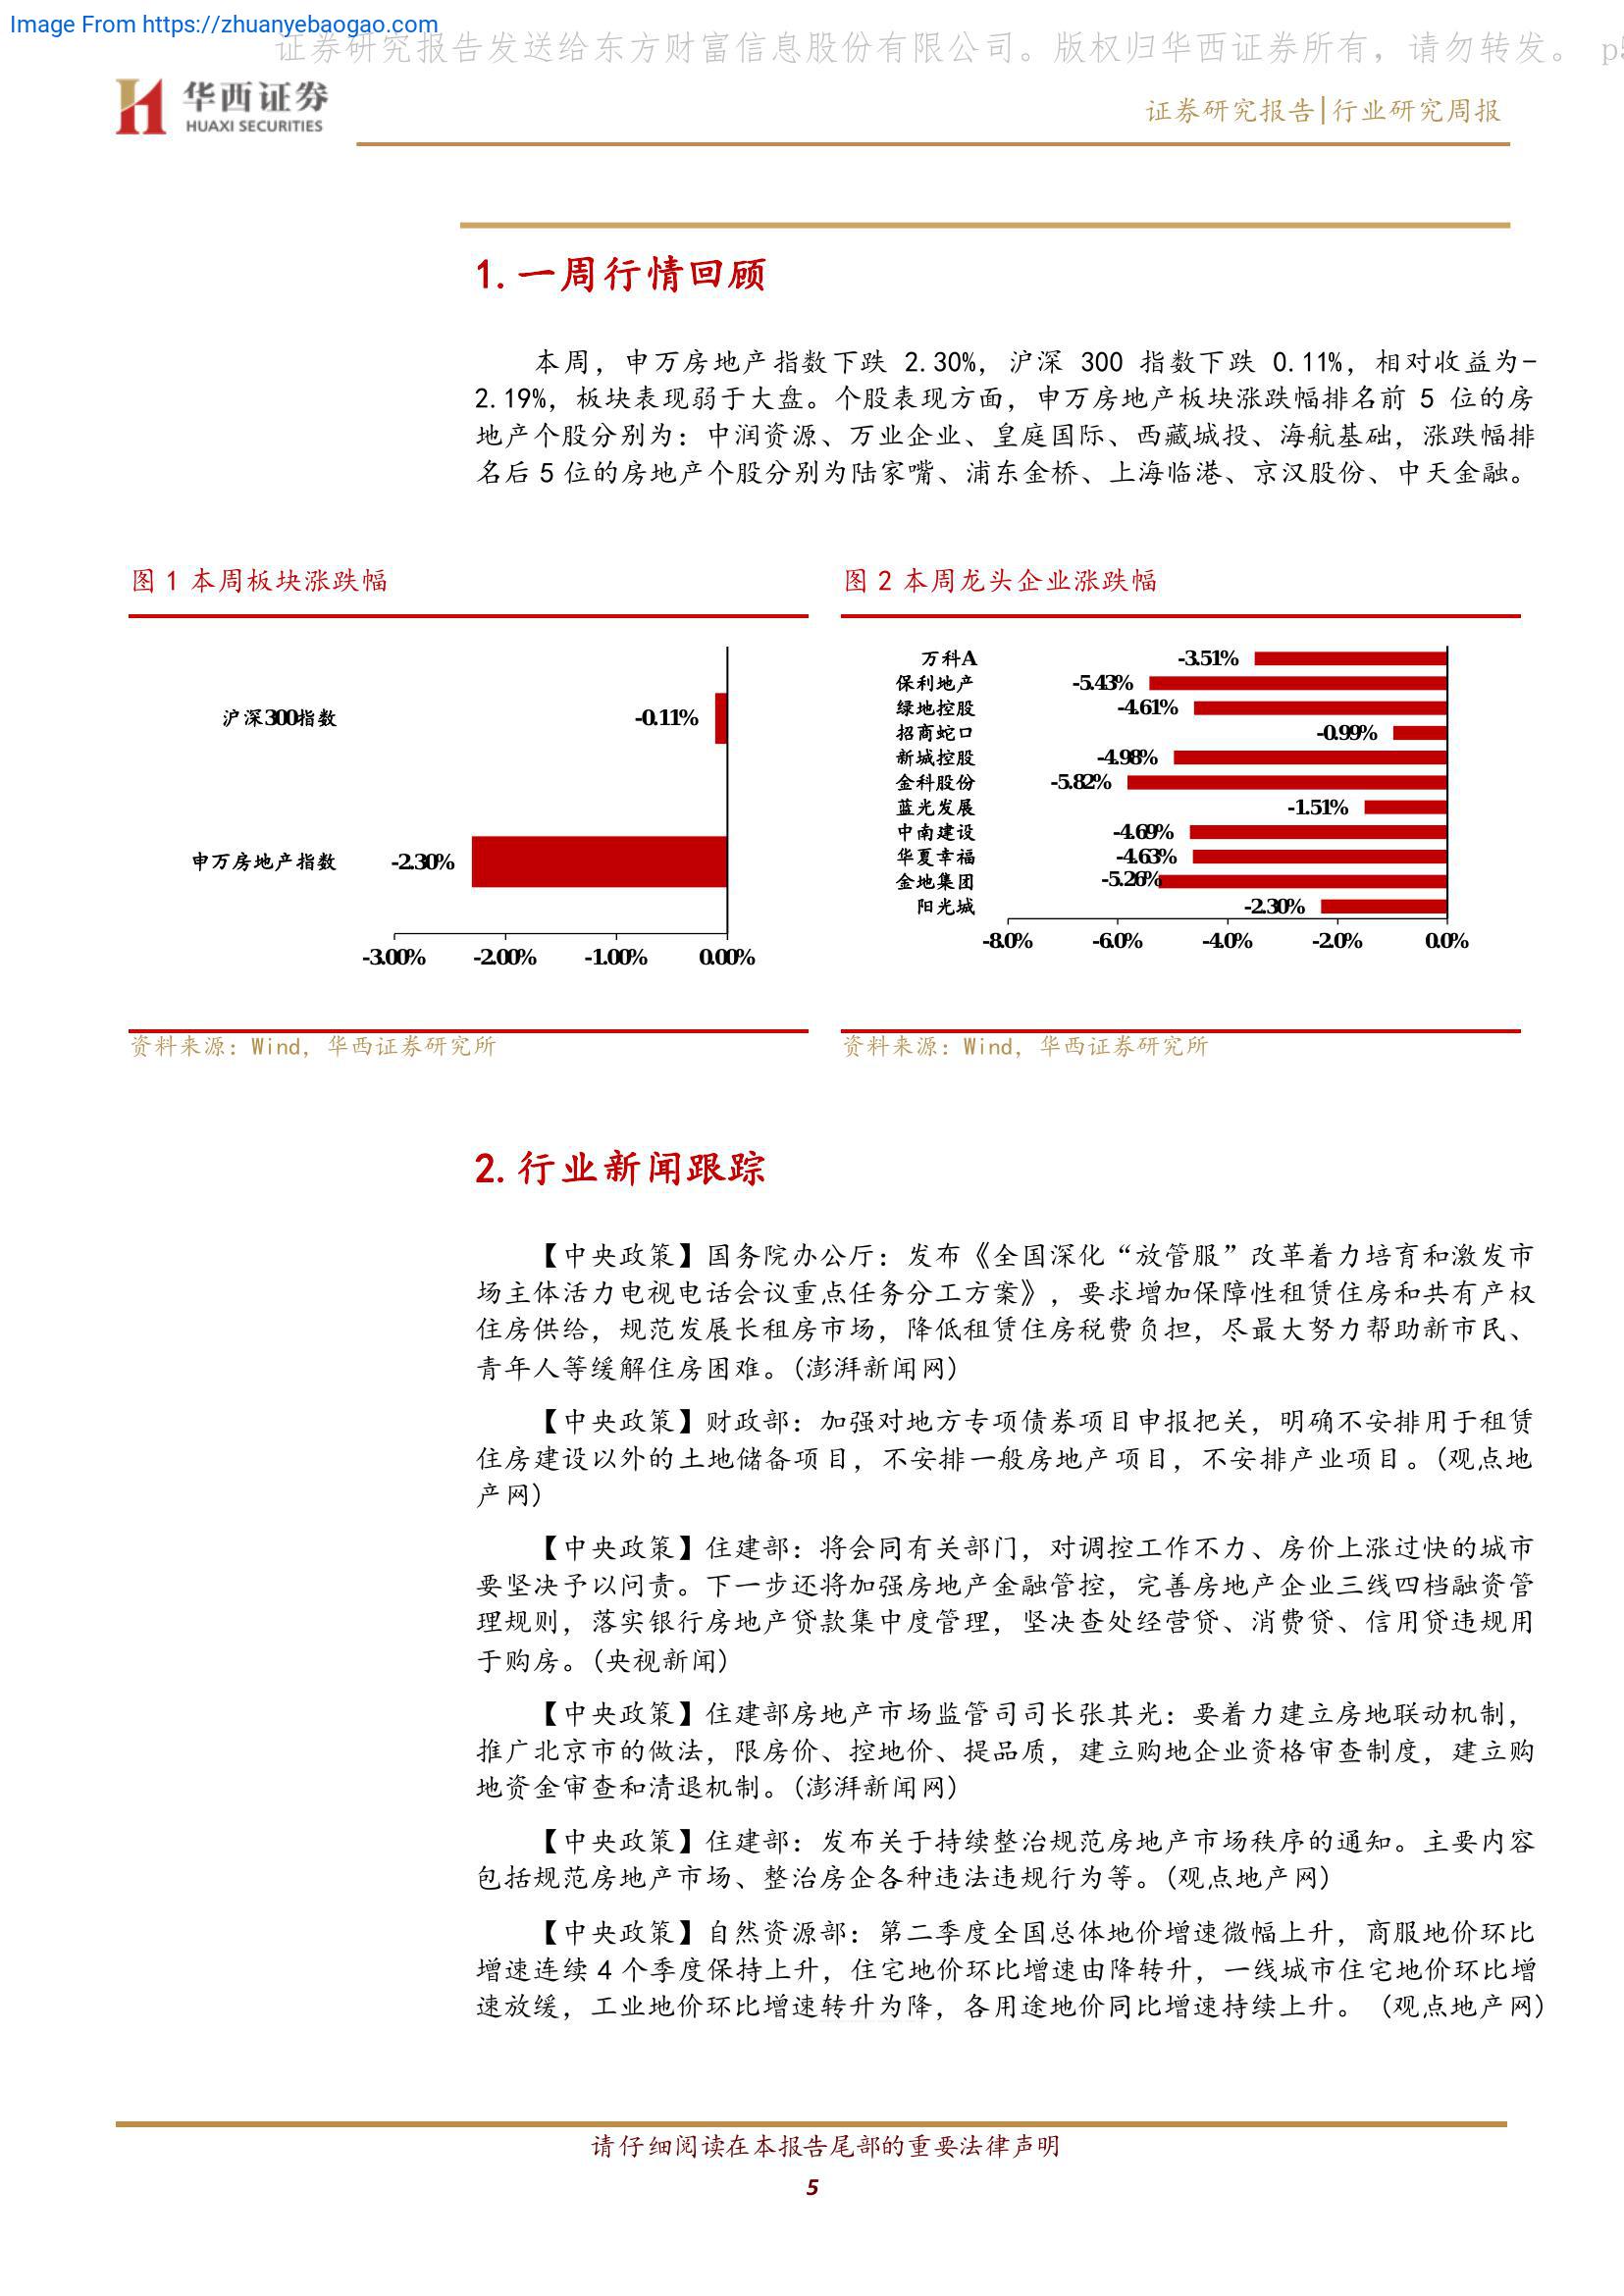 Image From https://zhuanyebaogao.com
证券研究报告发送给东方财富信息股份有限公司。版权归华西证券所有，请勿转发。 p5
华西证券
HUAXI SECURITIES
证券研究报告|行业研究周报
1. 一周行情回顾
本周，申万房地产指数下跌 2.30%，沪深 300 指数下跌 0.11%，相对收益为-
2.19%，板块表现弱于大盘。个股表现方面，申万房地产板块涨跌幅排名前 5 位的房
地产个股分别为：中润资源、万业企业、皇庭国际、西藏城投、海航基础，涨跌幅排
名后 5 位的房地产个股分别为陆家嘴、浦东金桥、上海临港、京汉股份、中天金融。
图 1 本周板块涨跌幅
沪深300指数
-0.11%
申万房地产指数
-2.30%
-3.00% -2.00% -1.00% 0.00%
资料来源：Wind，华西证券研究所
图 2 本周龙头企业涨跌幅
万科A -3.51%
保利地产 -5.43%
绿地控股 -4.61%
招商蛇口 -0.99%
新城控股 -4.98%
金科股份 -5.82%
蓝光发展 -1.51%
中南建设 -4.69%
华夏幸福 -4.63%
金地集团 -5.26%
阳光城 -2.30%
-8.0% -6.0% -4.0% -2.0% 0.0%
资料来源：Wind，华西证券研究所
2. 行业新闻跟踪
【中央政策】国务院办公厅：发布《全国深化“放管服”改革着力培育和激发市
场主体活力电视电话会议重点任务分工方案》，要求增加保障性租赁住房和共有产权
住房供给，规范发展长租房市场，降低租赁住房税费负担，尽最大努力帮助新市民、
青年人等缓解住房困难。（澎湃新闻网）
【中央政策】财政部：加强对地方专项债券项目申报把关，明确不安排用于租赁
住房建设以外的土地储备项目，不安排一般房地产项目，不安排产业项目。（观点地
产网）
【中央政策】住建部：将会同有关部门，对调控工作不力、房价上涨过快的城市
要坚决予以问责。下一步还将加强房地产金融管控，完善房地产企业三线四档融资管
理规则，落实银行房地产贷款集中度管理，坚决查处经营贷、消费贷、信用贷违规用
于购房。（央视新闻）
【中央政策】住建部房地产市场监管司司长张其光：要着力建立房地联动机制，
推广北京市的做法，限房价、控地价、提品质，建立购地企业资格审查制度，建立购
地资金审查和清退机制。（澎湃新闻网）
【中央政策】住建部：发布关于持续整治规范房地产市场秩序的通知。主要内容
包括规范房地产市场、整治房企各种违法违规行为等。（观点地产网）
【中央政策】自然资源部：第二季度全国总体地价增速微幅上升，商服地价环比
增速连续 4 个季度保持上升，住宅地价环比增速由降转升，一线城市住宅地价环比增
速放缓，工业地价环比增速转升为降，各用途地价同比增速持续上升。 （观点地产网）
请仔细阅读在本报告尾部的重要法律声明
5